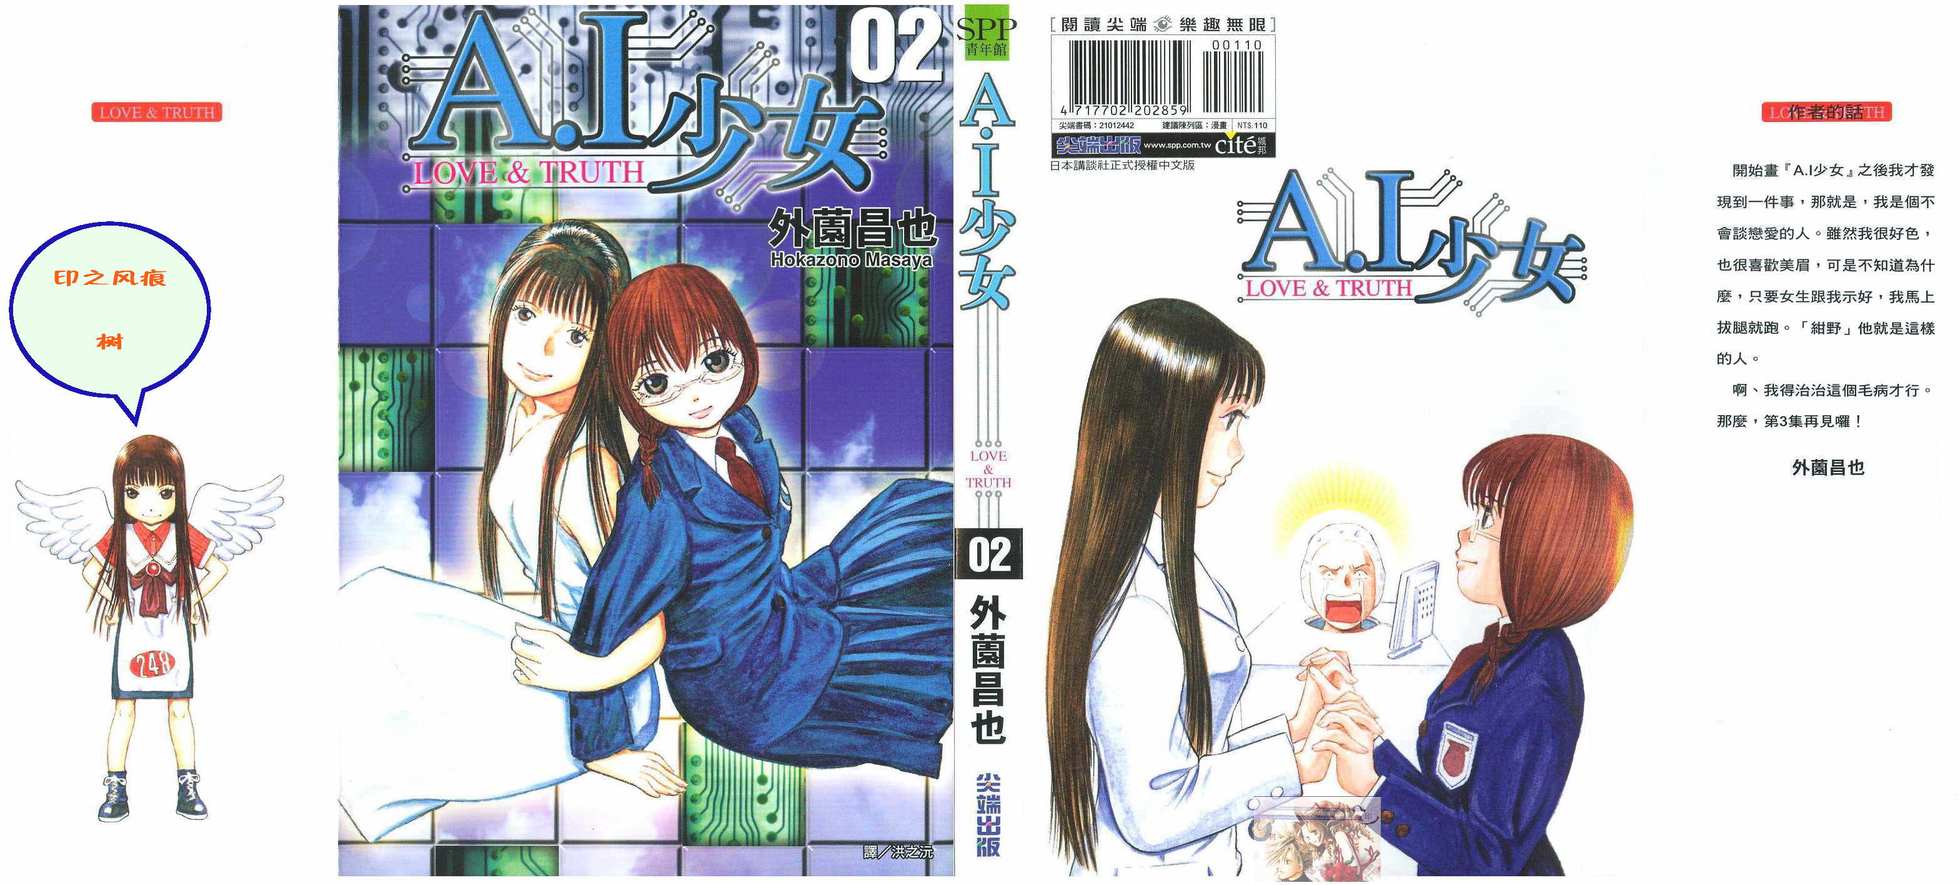 LOVE & TRUTH
印之风痕
树
248
A.I少女
02
LOVE & TRUTH
外薗昌也
Hokazono Masaya
譯／洪之沅
SPP
青年館
A.I少女
LOVE
&
TRUTH
02
外薗昌也
尖端出版
[ 閱讀尖端 樂趣無限 ]
00110
4 717702 202859
尖端書碼：21012442 建議陳列區：漫畫 NT$.110
尖端出版 www.spp.com.tw cité 城邦
日本講談社正式授權中文版
A.I少女
LOVE & TRUTH
LOVE & TRUTH
作者的話
開始畫『A.I少女』之後我才發
現到一件事，那就是，我是個不
會談戀愛的人。雖然我很好色，
也很喜歡美眉，可是不知道為什
麼，只要女生跟我示好，我馬上
拔腿就跑。「紺野」他就是這樣
的人。
啊、我得治治這個毛病才行。
那麼，第3集再見囉！
外薗昌也